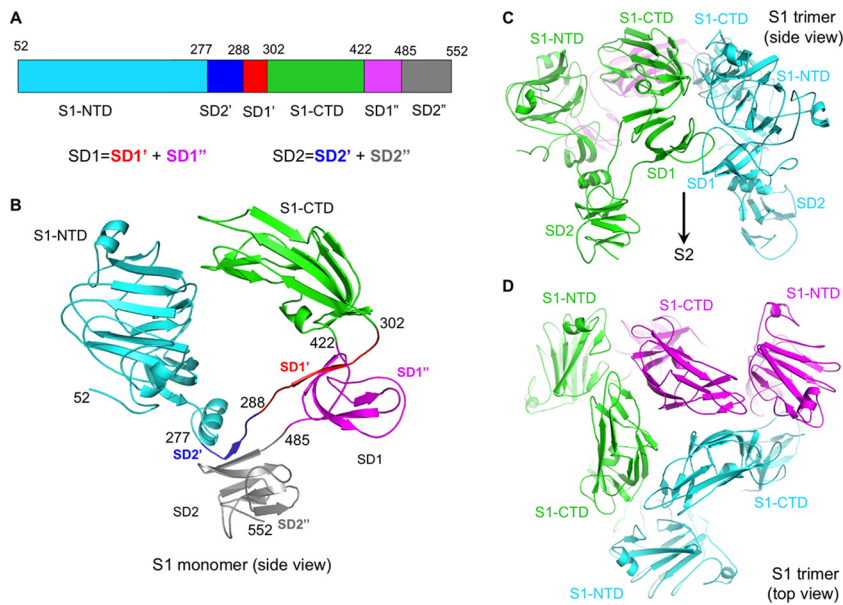 A
52 277 288 302 422 485 552
S1-NTD SD2’ SD1’ S1-CTD SD1” SD2”
SD1=SD1’ + SD1” SD2=SD2’ + SD2”
B
S1-NTD
S1-CTD
302
422
SD1’
SD1”
52
288
277
485
SD2’
SD1
SD2
SD2”
552
S1 monomer (side view)
C
S1-NTD
S1-CTD
S1-CTD
S1 trimer
(side view)
S1-NTD
SD1
SD1
SD2
SD2
S2
D
S1-NTD
S1-CTD
S1-NTD
S1-CTD
S1-CTD
S1-NTD
S1 trimer
(top view)